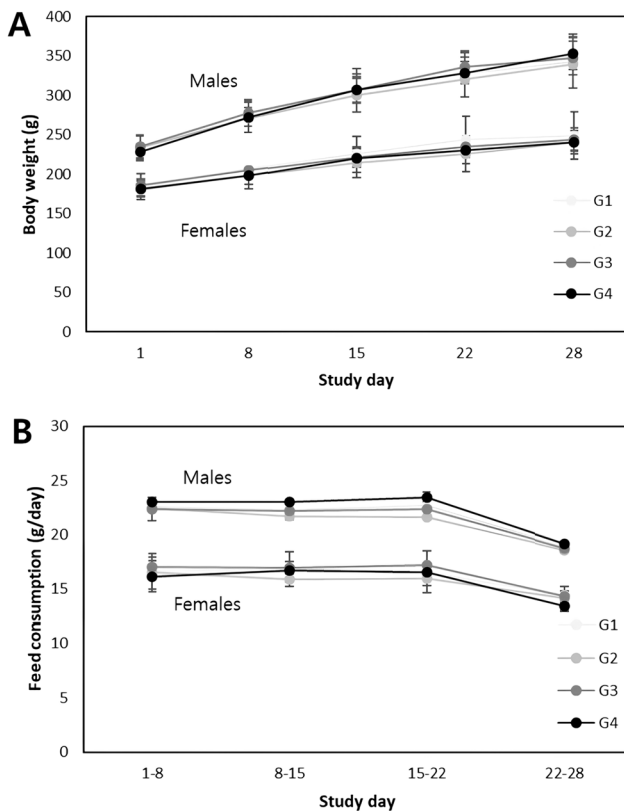 A
Body weight (g)
400
350
300
250
200
150
100
50
0
Males
Females
G1
G2
G3
G4
1 8 15 22 28
Study day
B
Feed consumption (g/day)
30
25
20
15
10
5
0
Males
Females
G1
G2
G3
G4
1-8 8-15 15-22 22-28
Study day